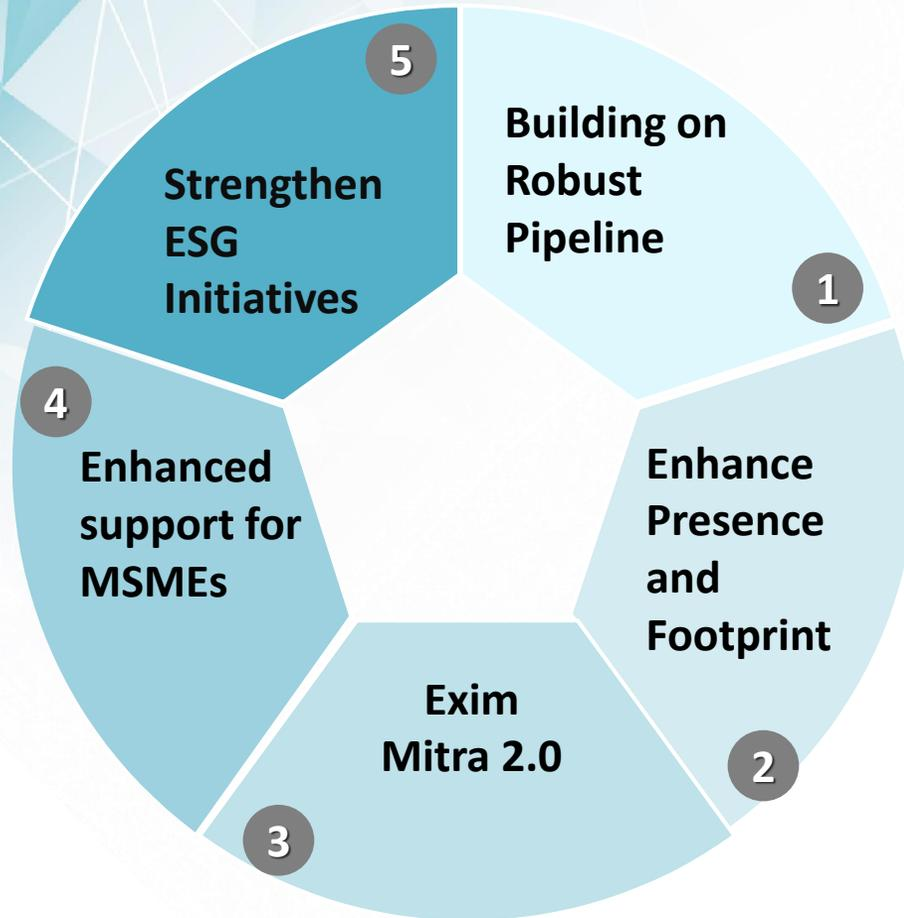 1
Building on
Robust
Pipeline
2
Enhance
Presence
and
Footprint
3
Exim
Mitra 2.0
4
Enhanced
support for
MSMEs
5
Strengthen
ESG
Initiatives